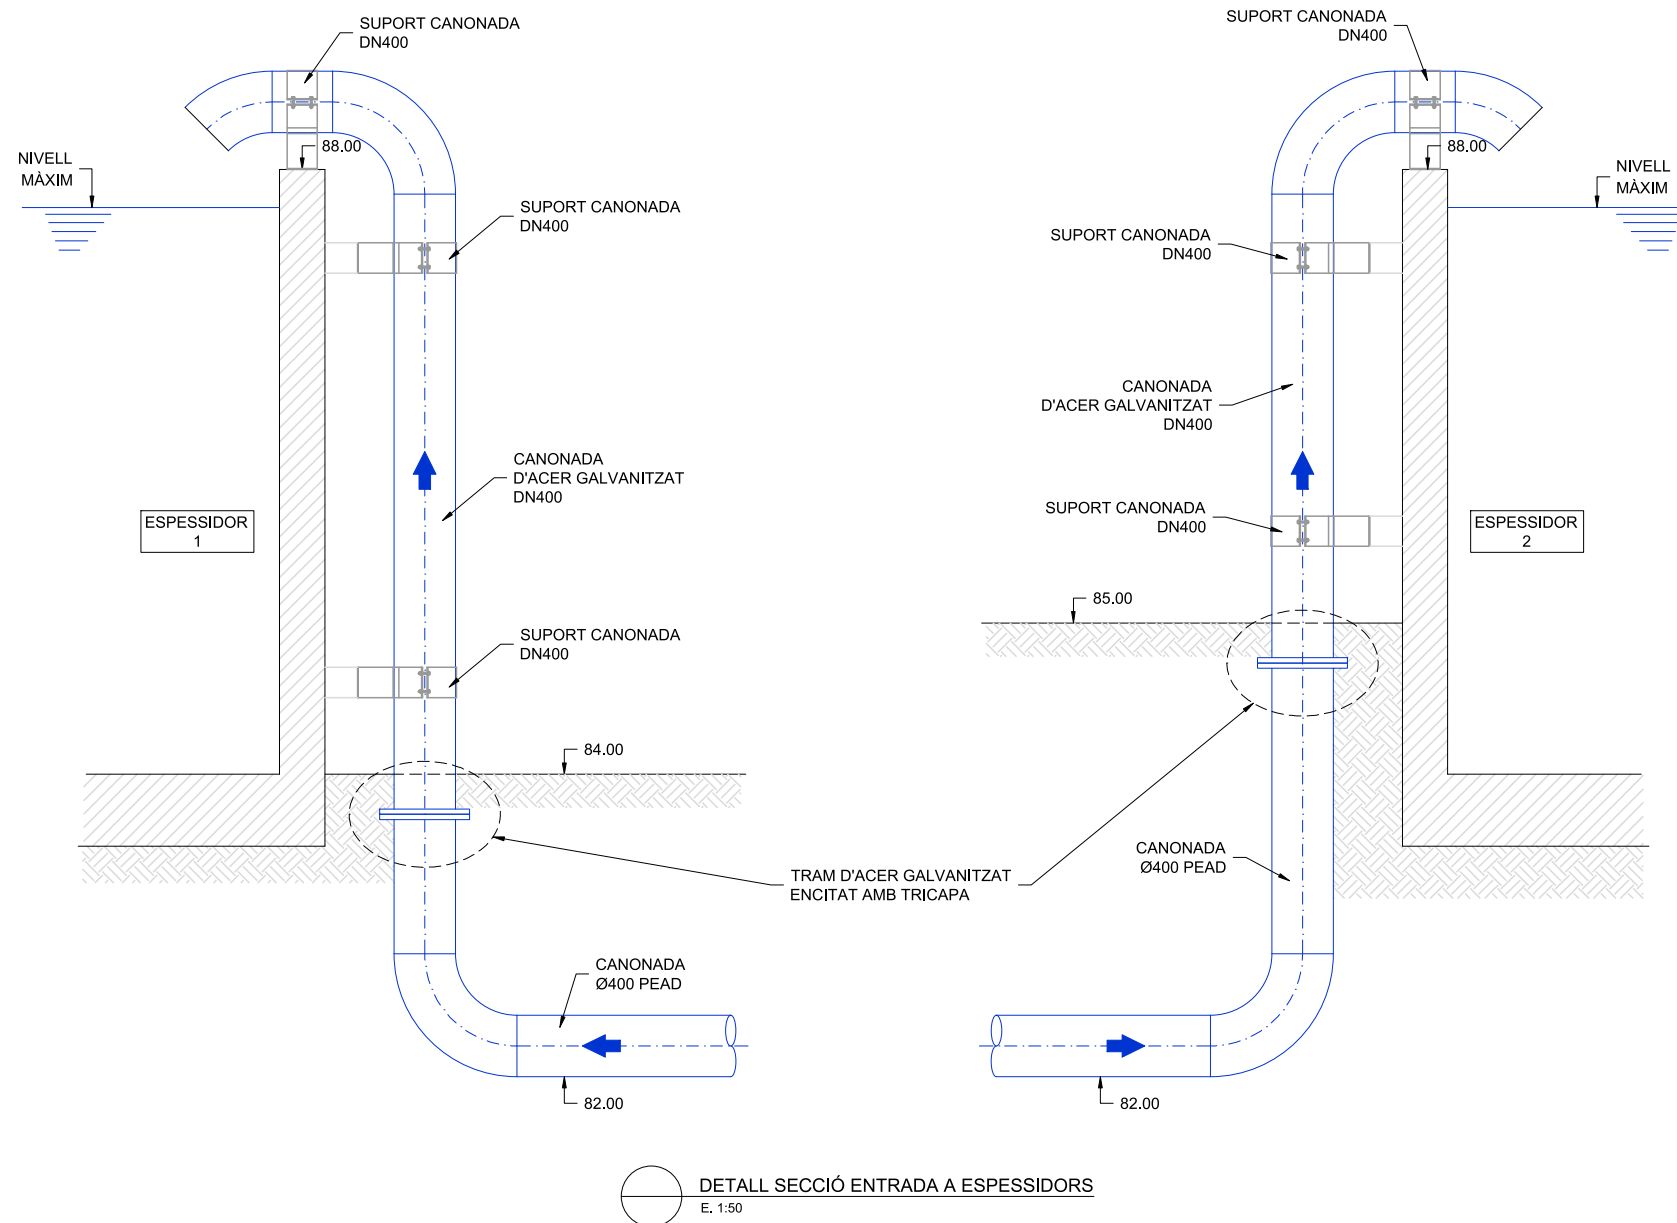 SUPORT CANONADA
DN400
SUPORT CANONADA
DN400
88.00
88.00
NIVELL
MÀXIM
NIVELL
MÀXIM
SUPORT CANONADA
DN400
SUPORT CANONADA
DN400
CANONADA
D'ACER GALVANITZAT
DN400
CANONADA
D'ACER GALVANITZAT
DN400
ESPESSIDOR
1
SUPORT CANONADA
DN400
ESPESSIDOR
2
85.00
SUPORT CANONADA
DN400
84.00
CANONADA
Ø400 PEAD
TRAM D'ACER GALVANITZAT
ENCITAT AMB TRICAPA
CANONADA
Ø400 PEAD
82.00
82.00
DETALL SECCIÓ ENTRADA A ESPESSIDORS
E. 1:50